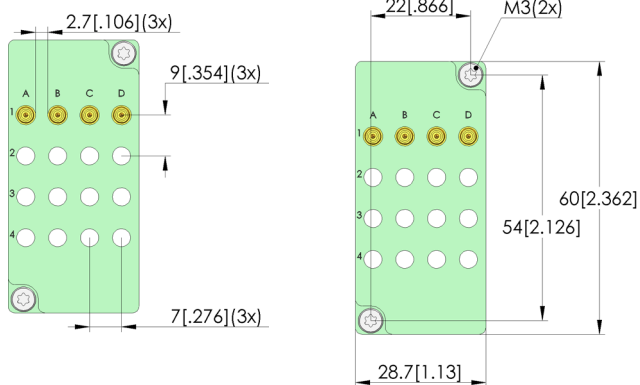 2.7[.106](3x)
9[.354](3x)
A B C D
1
2
3
4
7[.276](3x)
22[.866]
M3(2x)
A B C D
1
2
3
4
60[2.362]
54[2.126]
28.7[1.13]